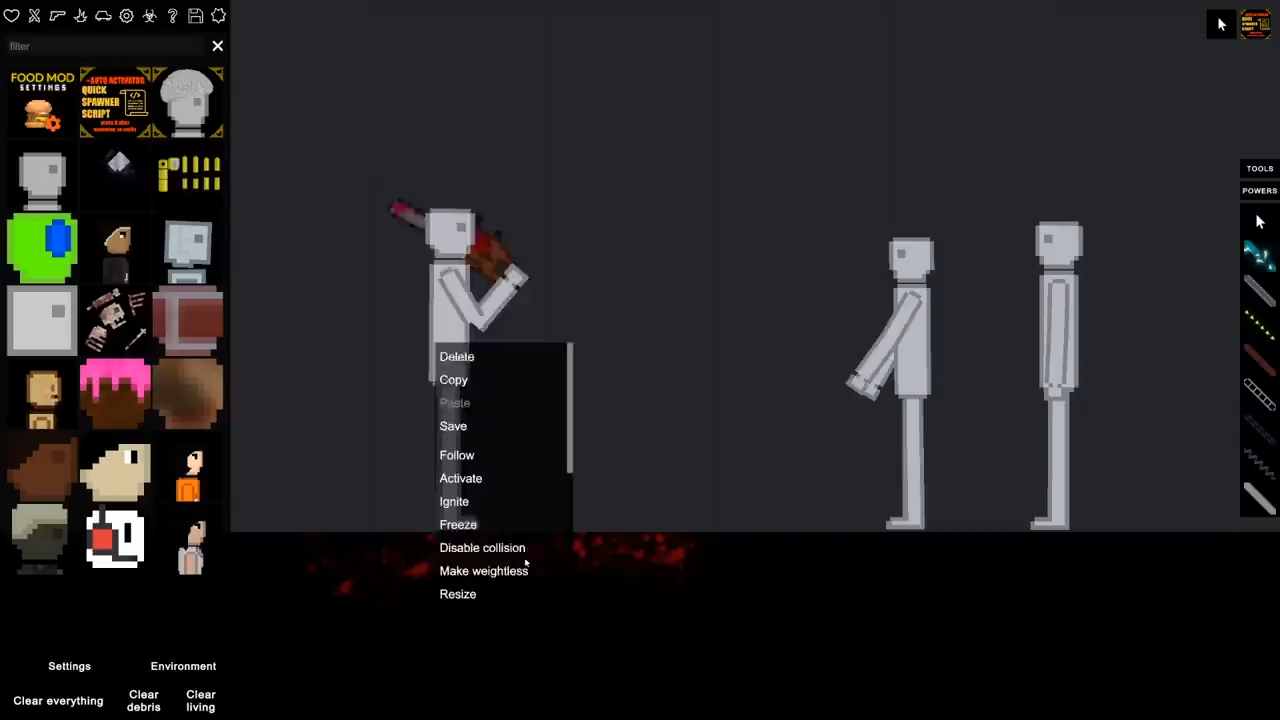 filter
FOOD MOD
SETTINGS
+AUTO ACTIVATOR
QUICK
SPAWNER
SCRIPT
TOOLS
POWERS
Delete
Copy
Paste
Save
Follow
Activate
Ignite
Freeze
Disable collision
Make weightless
Resize
Settings
Environment
Clear everything
Clear
debris
Clear
living